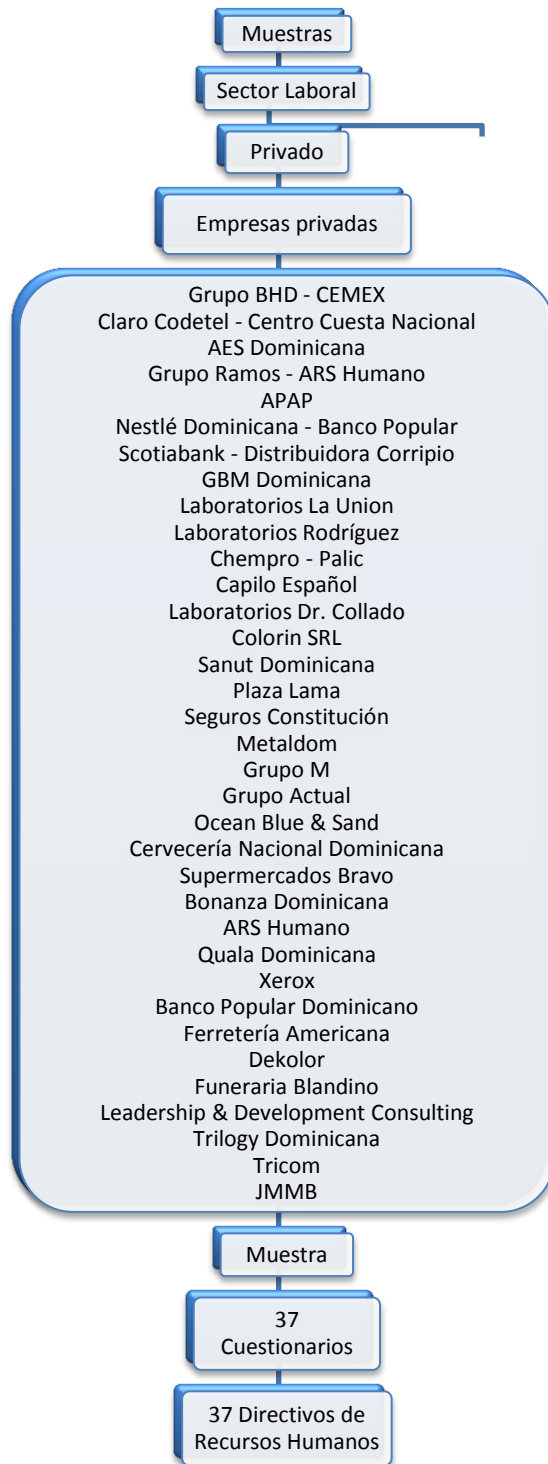 Muestras
Sector Laboral
Privado
Empresas privadas
Grupo BHD - CEMEX
Claro Codetel - Centro Cuesta Nacional
AES Dominicana
Grupo Ramos - ARS Humano
APAP
Nestlé Dominicana - Banco Popular
Scotiabank - Distribuidora Corripio
GBM Dominicana
Laboratorios La Union
Laboratorios Rodríguez
Chempro - Palic
Capilo Español
Laboratorios Dr. Collado
Colorin SRL
Sanut Dominicana
Plaza Lama
Seguros Constitución
Metaldom
Grupo M
Grupo Actual
Ocean Blue & Sand
Cervecería Nacional Dominicana
Supermercados Bravo
Bonanza Dominicana
ARS Humano
Quala Dominicana
Xerox
Banco Popular Dominicano
Ferretería Americana
Dekolor
Funeraria Blandino
Leadership & Development Consulting
Trilogy Dominicana
Tricom
JMMB
Muestra
37
Cuestionarios
37 Directivos de
Recursos Humanos